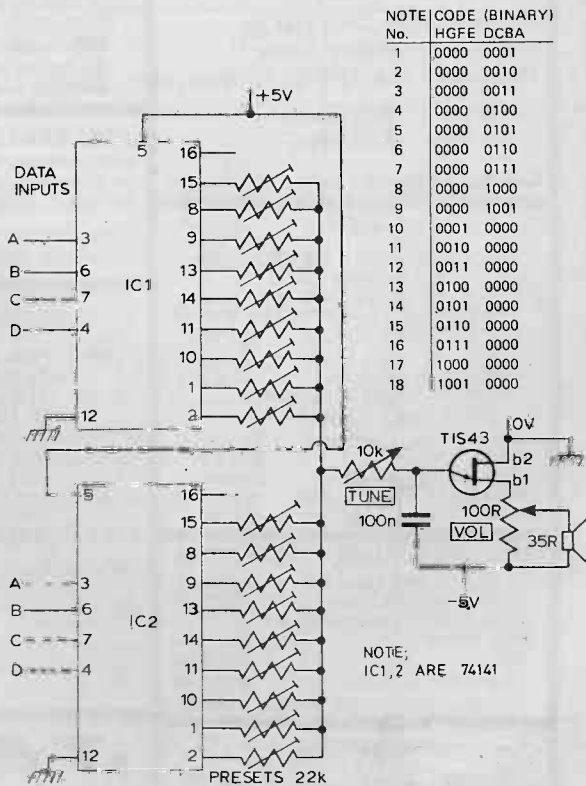 NOTE CODE (BINARY)
No. HGFE DCBA
1 0000 0001
2 0000 0010
3 0000 0011
4 0000 0100
5 0000 0101
6 0000 0110
7 0000 0111
8 0000 1000
9 0000 1001
10 0001 0000
11 0010 0000
12 0011 0000
13 0100 0000
14 0101 0000
15 0110 0000
16 0111 0000
17 1000 0000
18 1001 0000
+5V
5
16
DATA
INPUTS
15
8
A 3
9
B 6
13
IC1
C 7
14
D 4
11
10
1
12
2
5
16
15
8
A 3
9
B 6
13
IC2
C 7
14
D 4
11
10
1
12
2
PRESETS 22k
10k
TUNE
100n
TIS43
0V
b2
b1
100R
VOL
35R
-5V
NOTE;
IC1,2 ARE 74141